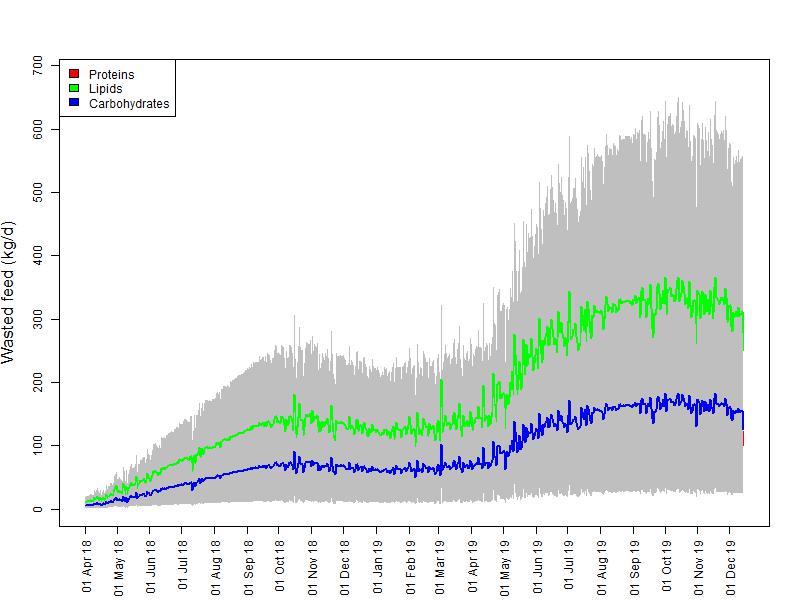 Proteins
Lipids
Carbohydrates
Wasted feed (kg/d)
700
600
500
400
300
200
100
0
01 Apr 18
01 May 18
01 Jun 18
01 Jul 18
01 Aug 18
01 Sep 18
01 Oct 18
01 Nov 18
01 Dec 18
01 Jan 19
01 Feb 19
01 Mar 19
01 Apr 19
01 May 19
01 Jun 19
01 Jul 19
01 Aug 19
01 Sep 19
01 Oct 19
01 Nov 19
01 Dec 19